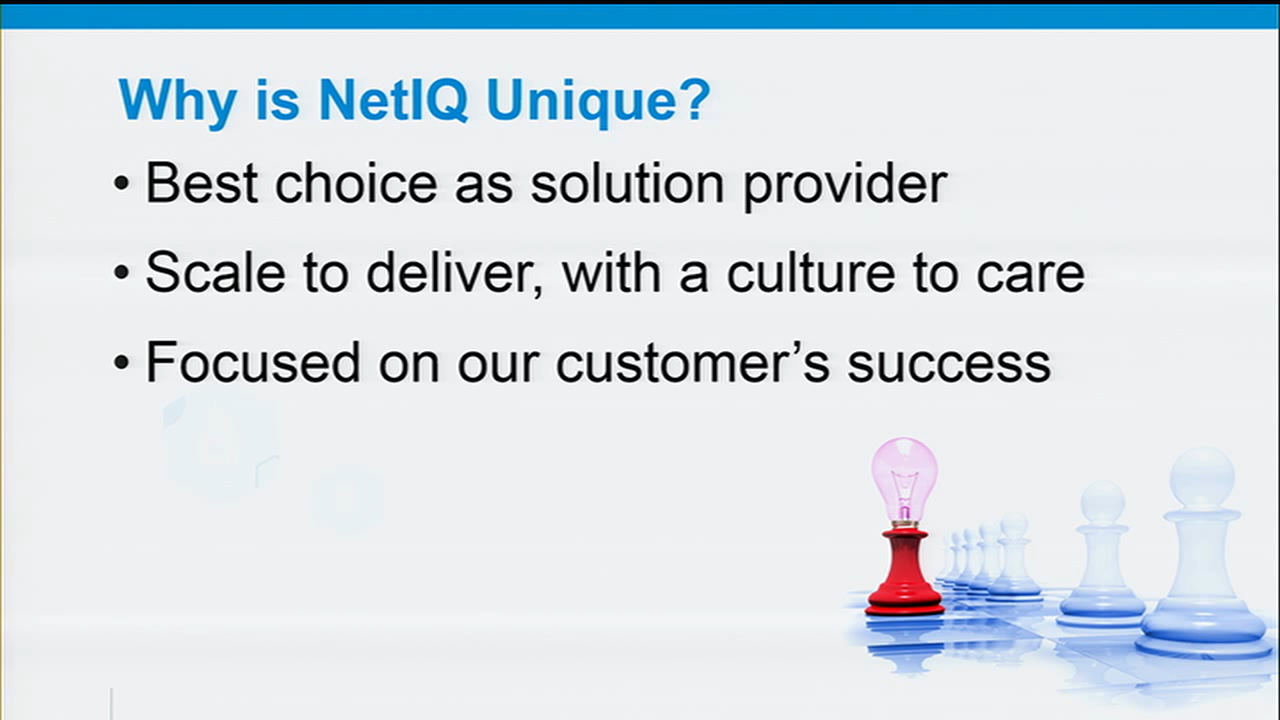 Why is NetIQ Unique?
• Best choice as solution provider
• Scale to deliver, with a culture to care
• Focused on our customer’s success